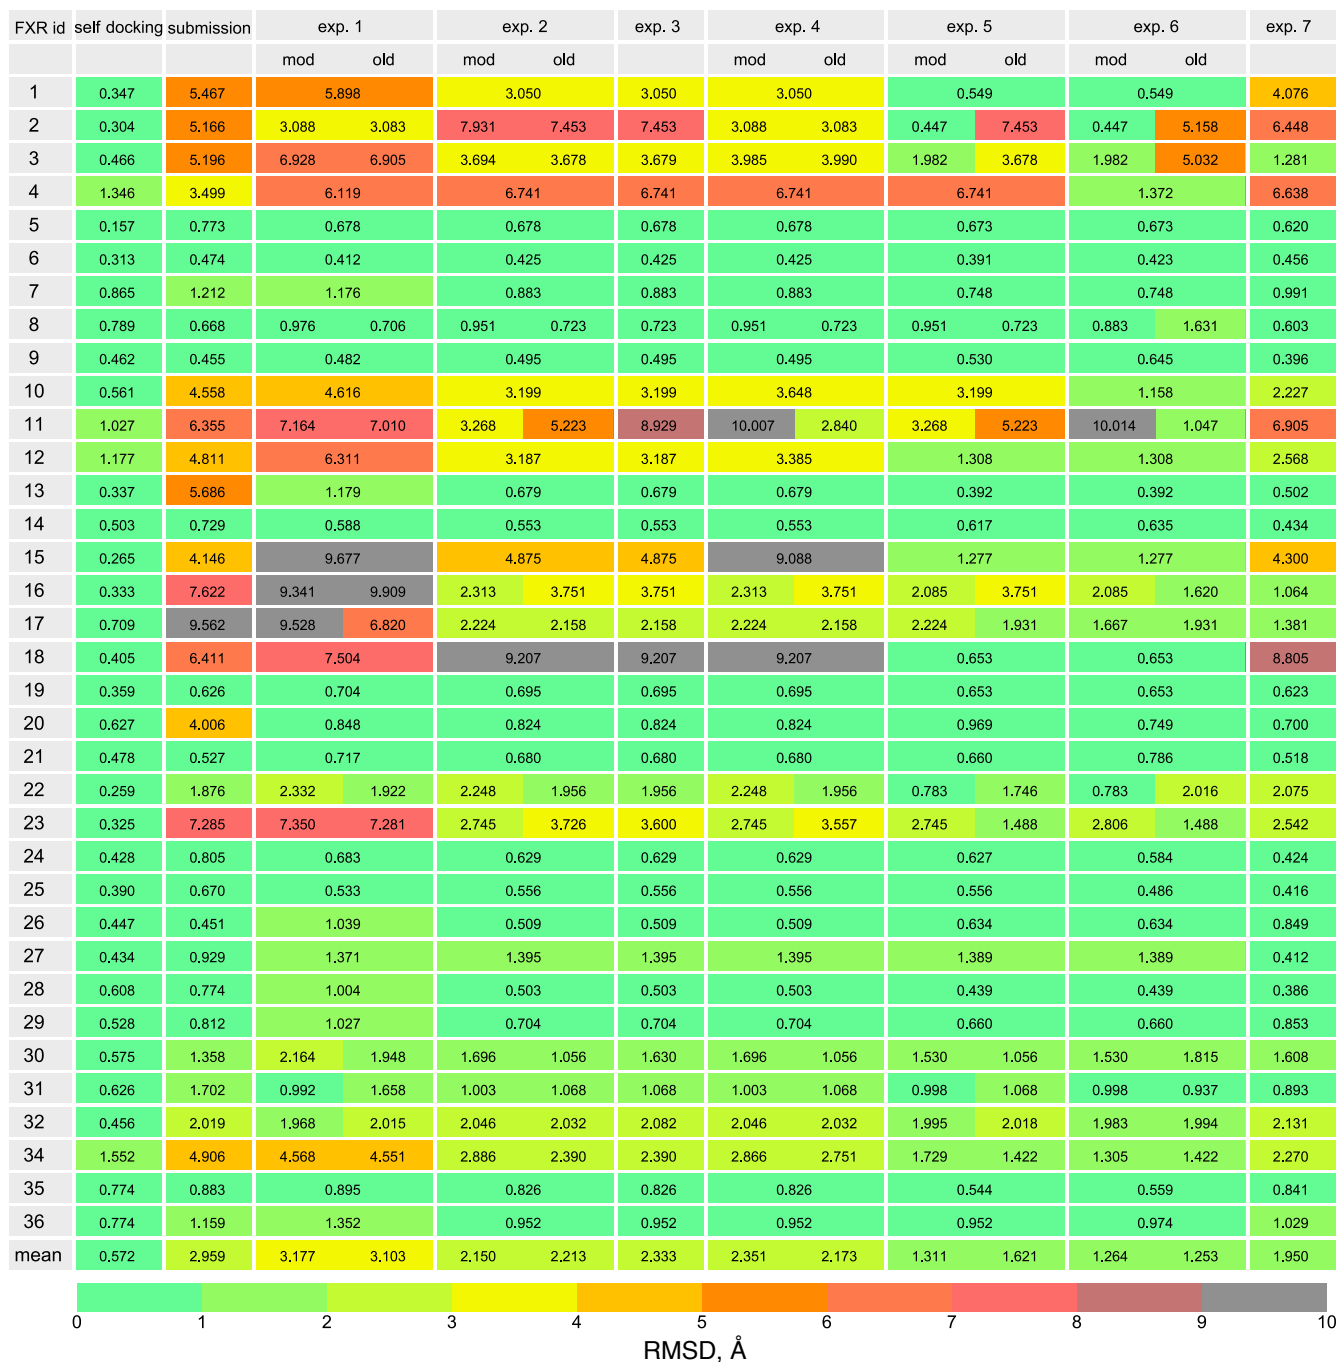 FXR id self docking submission exp. 1 exp. 2 exp. 3 exp. 4 exp. 5 exp. 6 exp. 7
mod old mod old mod old mod old mod old
1 0.347 5.467 5.898 3.050 3.050 3.050 0.549 0.549 4.076
2 0.304 5.166 3.088 3.083 7.931 7.453 7.453 3.088 3.083 0.447 7.453 0.447 5.158 6.448
3 0.466 5.196 6.928 6.905 3.694 3.678 3.679 3.985 3.990 1.982 3.678 1.982 5.032 1.281
4 1.346 3.499 6.119 6.741 6.741 6.741 6.741 1.372 6.638
5 0.157 0.773 0.678 0.678 0.678 0.678 0.673 0.673 0.620
6 0.313 0.474 0.412 0.425 0.425 0.425 0.391 0.423 0.456
7 0.865 1.212 1.176 0.883 0.883 0.883 0.748 0.748 0.991
8 0.789 0.668 0.976 0.706 0.951 0.723 0.723 0.951 0.723 0.951 0.723 0.883 1.631 0.603
9 0.462 0.455 0.482 0.495 0.495 0.495 0.530 0.645 0.396
10 0.561 4.558 4.616 3.199 3.199 3.648 3.199 1.158 2.227
11 1.027 6.355 7.164 7.010 3.268 5.223 8.929 10.007 2.840 3.268 5.223 10.014 1.047 6.905
12 1.177 4.811 6.311 3.187 3.187 3.385 1.308 1.308 2.568
13 0.337 5.686 1.179 0.679 0.679 0.679 0.392 0.392 0.502
14 0.503 0.729 0.588 0.553 0.553 0.553 0.617 0.635 0.434
15 0.265 4.146 9.677 4.875 4.875 9.088 1.277 1.277 4.300
16 0.333 7.622 9.341 9.909 2.313 3.751 3.751 2.313 3.751 2.085 3.751 2.085 1.620 1.064
17 0.709 9.562 9.528 6.820 2.224 2.158 2.158 2.224 2.158 2.224 1.931 1.667 1.931 1.381
18 0.405 6.411 7.504 9.207 9.207 9.207 0.653 0.653 8.805
19 0.359 0.626 0.704 0.695 0.695 0.695 0.653 0.653 0.623
20 0.627 4.006 0.848 0.824 0.824 0.824 0.969 0.749 0.700
21 0.478 0.527 0.717 0.680 0.680 0.680 0.660 0.786 0.518
22 0.259 1.876 2.332 1.922 2.248 1.956 1.956 2.248 1.956 0.783 1.746 0.783 2.016 2.075
23 0.325 7.285 7.350 7.281 2.745 3.726 3.600 2.745 3.557 2.745 1.488 2.806 1.488 2.542
24 0.428 0.805 0.683 0.629 0.629 0.629 0.627 0.584 0.424
25 0.390 0.670 0.533 0.556 0.556 0.556 0.556 0.486 0.416
26 0.447 0.451 1.039 0.509 0.509 0.509 0.634 0.634 0.849
27 0.434 0.929 1.371 1.395 1.395 1.395 1.389 1.389 0.412
28 0.608 0.774 1.004 0.503 0.503 0.503 0.439 0.439 0.386
29 0.528 0.812 1.027 0.704 0.704 0.704 0.660 0.660 0.853
30 0.575 1.358 2.164 1.948 1.696 1.056 1.630 1.696 1.056 1.530 1.056 1.530 1.815 1.608
31 0.626 1.702 0.992 1.658 1.003 1.068 1.068 1.003 1.068 0.998 1.068 0.998 0.937 0.893
32 0.456 2.019 1.968 2.015 2.046 2.032 2.082 2.046 2.032 1.995 2.018 1.983 1.994 2.131
34 1.552 4.906 4.568 4.551 2.886 2.390 2.390 2.866 2.751 1.729 1.422 1.305 1.422 2.270
35 0.774 0.883 0.895 0.826 0.826 0.826 0.544 0.559 0.841
36 0.774 1.159 1.352 0.952 0.952 0.952 0.952 0.974 1.029
mean 0.572 2.959 3.177 3.103 2.150 2.213 2.333 2.351 2.173 1.311 1.621 1.264 1.253 1.950
0 1 2 3 4 5 6 7 8 9 10
RMSD, Å